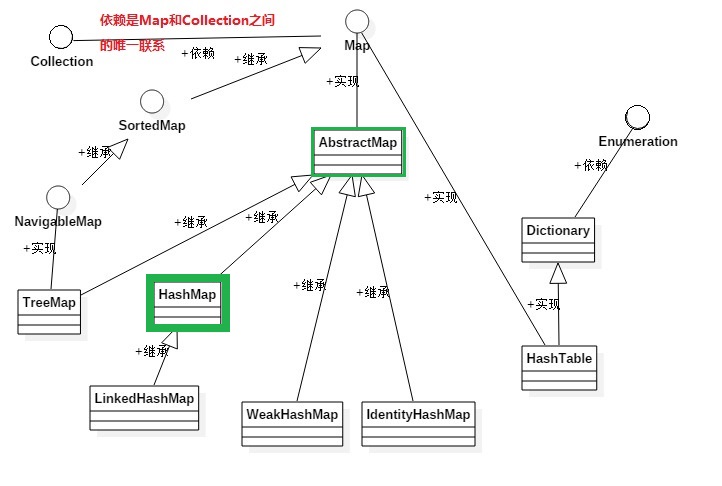 依赖是Map和Collection之间
的唯一联系
Collection
+依赖
+继承
Map
+实现
SortedMap
AbstractMap
Enumeration
+继承
+依赖
NavigableMap
+继承
+继承
+实现
Dictionary
+实现
TreeMap
HashMap
+继承
+继承
+实现
+继承
HashTable
LinkedHashMap
WeakHashMap
IdentityHashMap